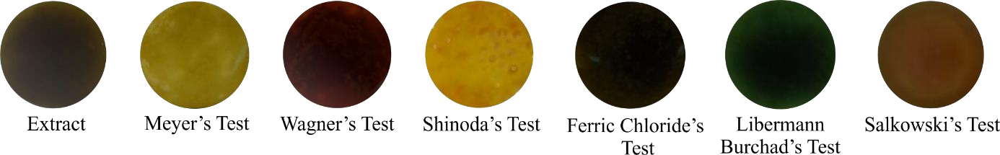 Extract
Meyer’s Test
Wagner’s Test
Shinoda’s Test
Ferric Chloride’s
Test
Libermann
Burchad’s Test
Salkowski’s Test